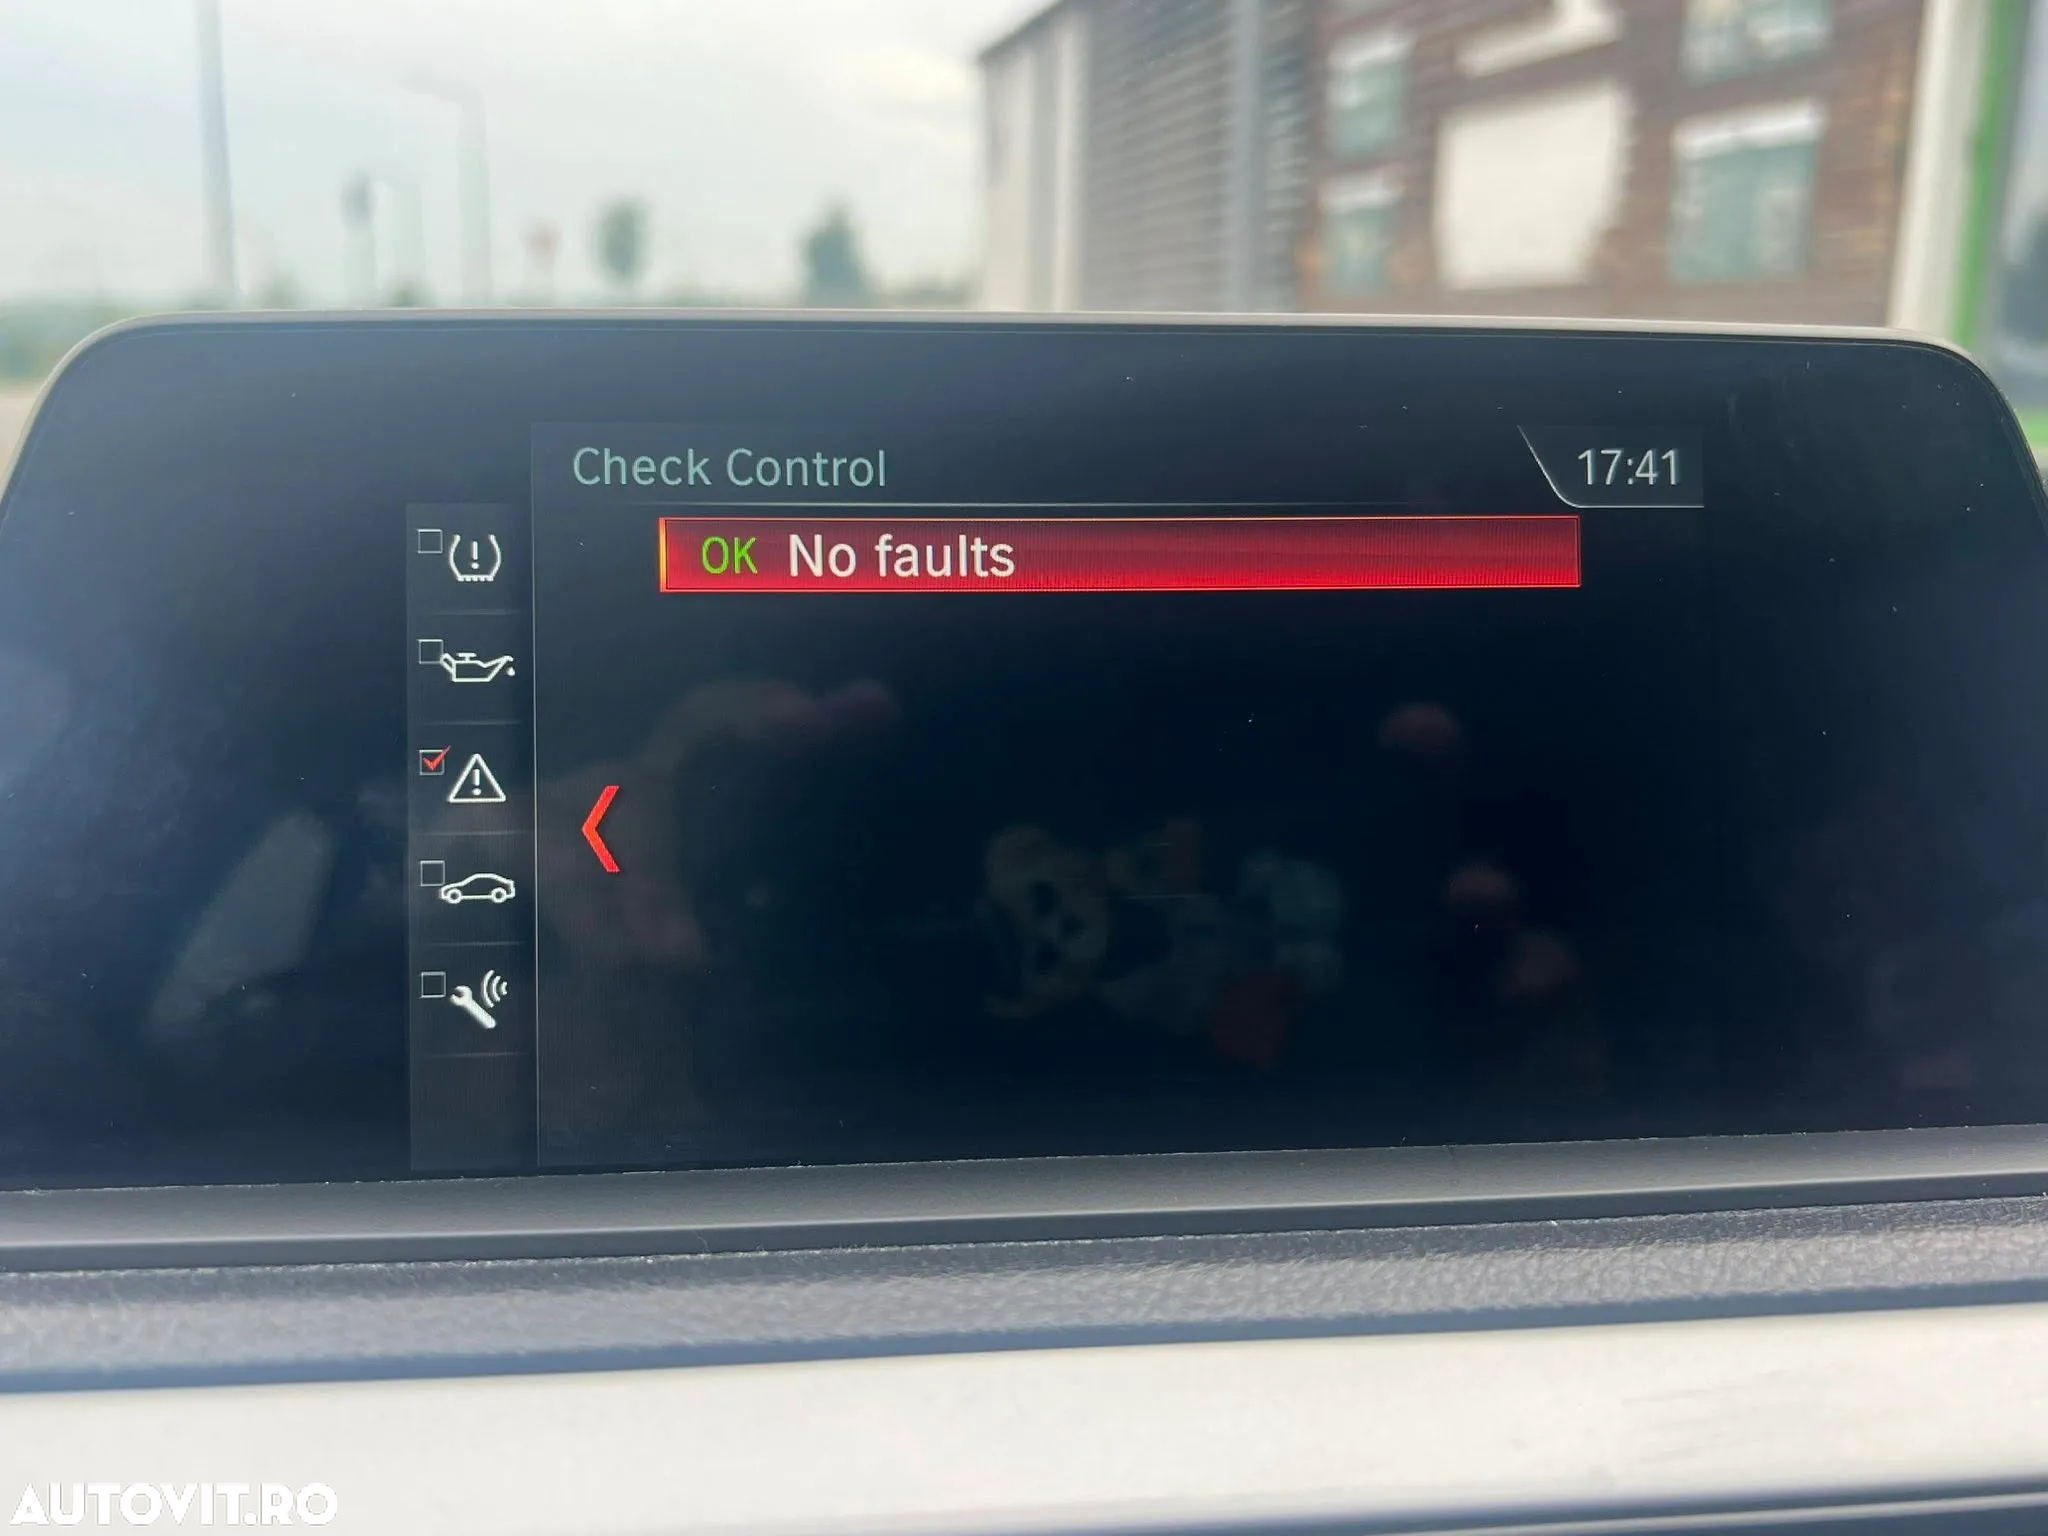 Check Control
17:41
OK No faults
AUTOVIT.RO